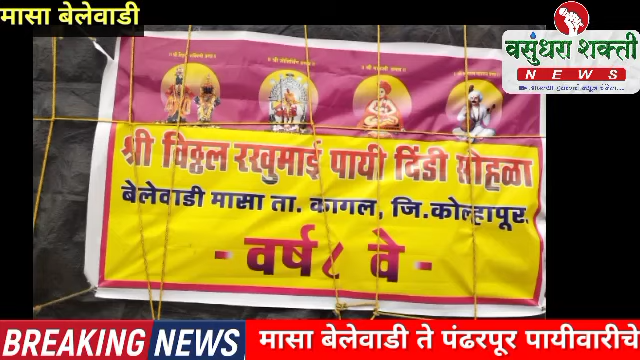 मासा बेलेवाडी
वसुंधरा शक्ती
NEWS
श्री विठ्ठल रखुमाई पायी दिंडी सोहळा
बेलेवाडी मासा ता. कागल, जि.कोल्हापूर.
- वर्ष ८ वे -
BREAKING NEWS
मासा बेलेवाडी ते पंढरपूर पायीवारीचे